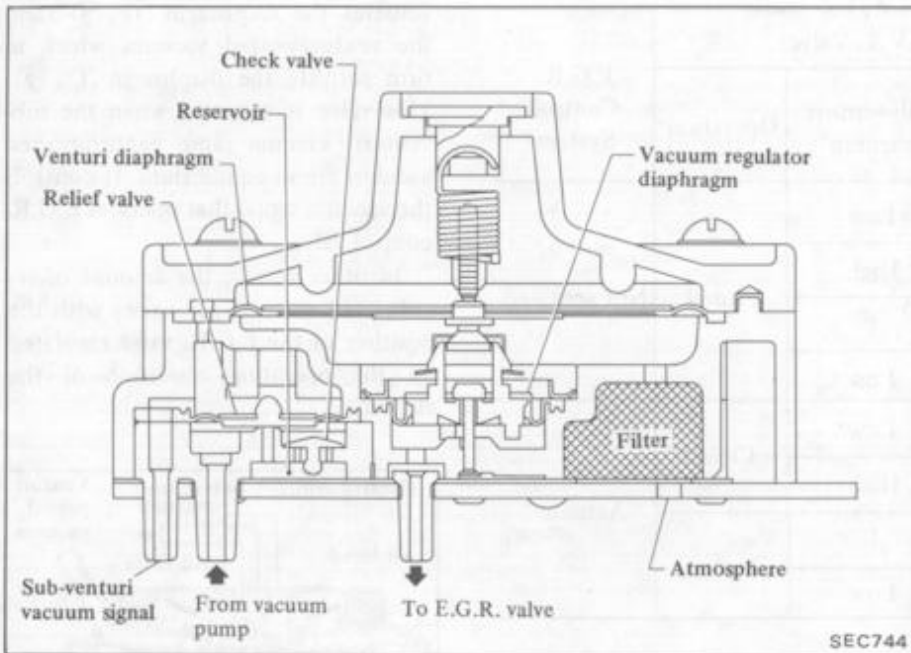 Check valve
Reservoir
Venturi diaphragm
Relief valve
Vacuum regulator
diaphragm
Filter
Sub-venturi
vacuum signal
From vacuum
pump
To E.G.R. valve
Atmosphere
SEC744